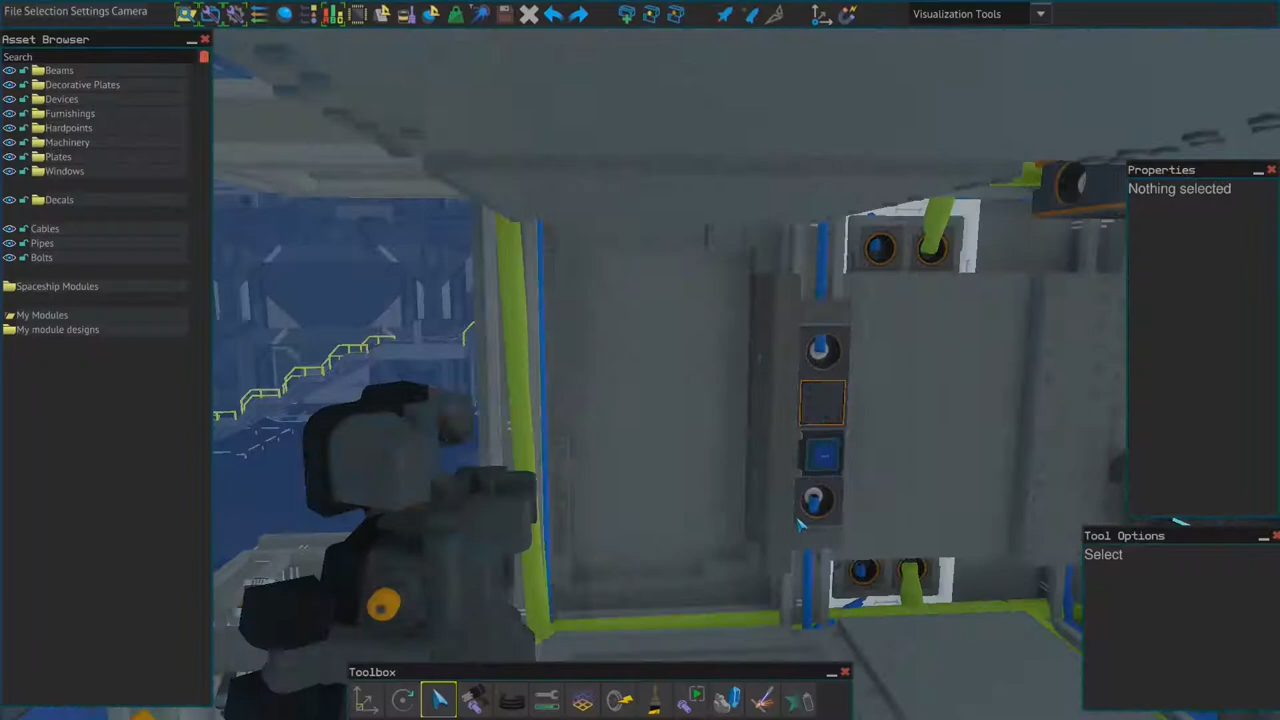 File Selection Settings Camera
Visualization Tools
Asset Browser
Search
Beams
Decorative Plates
Devices
Furnishings
Hardpoints
Machinery
Plates
Windows
Decals
Cables
Pipes
Bolts
Spaceship Modules
My Modules
My module designs
Properties
Nothing selected
Tool Options
Select
Toolbox